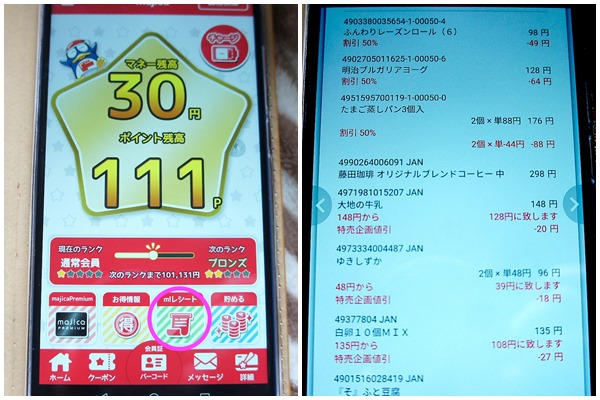 majica
チャージ
マネー残高
30円
ポイント残高
111P
現在のランク
通常会員
次のランク
ブロンズ
次のランクまで101,131円
majicaPremium
お得情報
mレシート
貯める
majica
PREMIUM
得
ホーム
クーポン
会員証
バーコード
メッセージ
詳細
4903380035654-1-00050-4
ふんわりレーズンロール(6) 98 円
割引 50% -49 円
4902705011625-1-00050-6
明治ブルガリアヨーグ 128 円
割引 50% -64 円
4951595700119-1-00050-0
たまご蒸しパン3個入
2個 × 単88円 176 円
割引 50%
2個 × 単-44円 -88 円
4990264006091 JAN
藤田珈琲 オリジナルブレンドコーヒー 中 298 円
4971981015207 JAN
大地の牛乳 148 円
148円から 128円に致します
特売企画値引 -20 円
4973334004487 JAN
ゆきしずか
2個 × 単48円 96 円
48円から 39円に致します
特売企画値引 -18 円
49377804 JAN
白卵10個MIX 135 円
135円から 108円に致します
特売企画値引 -27 円
4901516028419 JAN
『そ』ふと豆腐